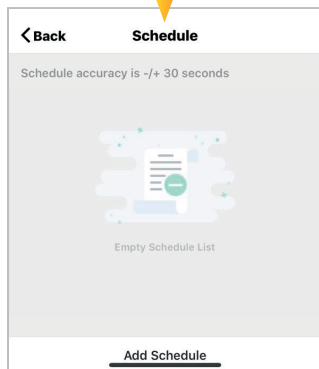 Back
Schedule
Schedule accuracy is -/+ 30 seconds
Empty Schedule List
Add Schedule